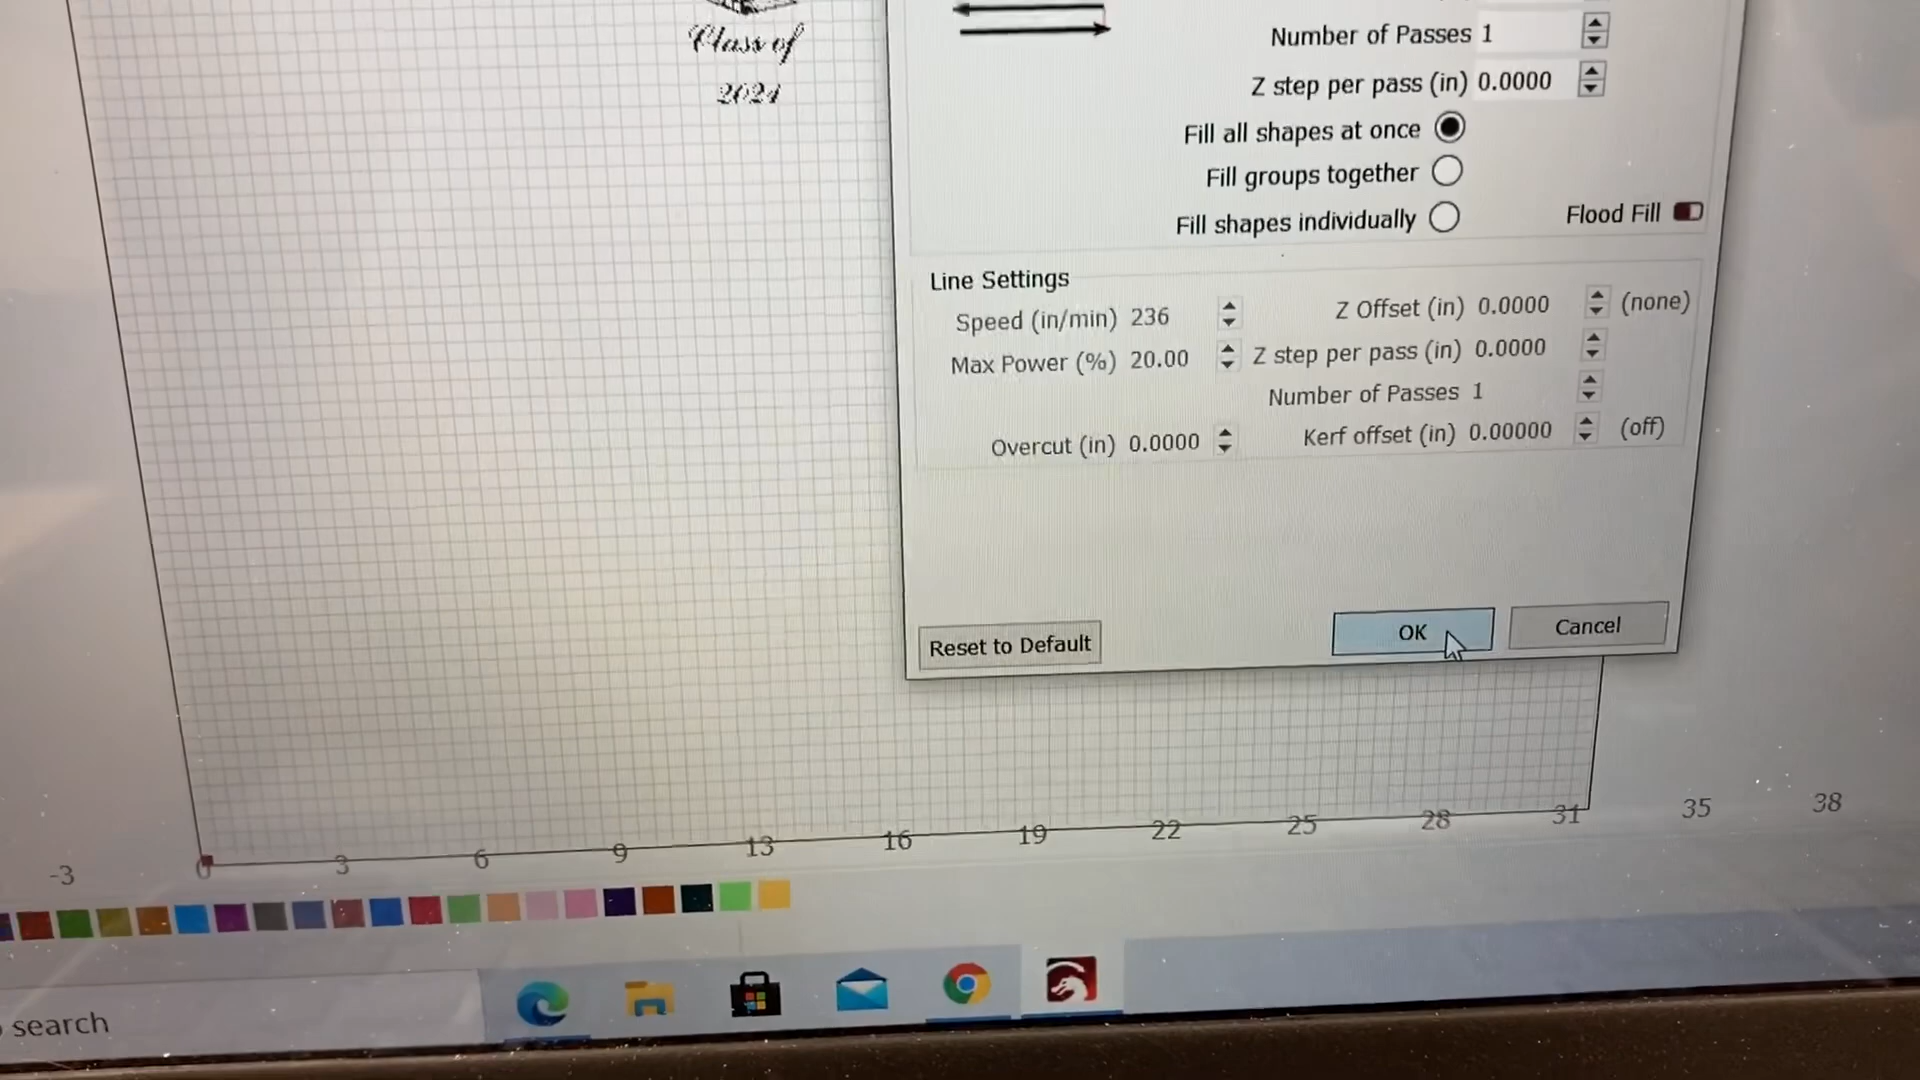 Class of
2024
Number of Passes 1
Z step per pass (in) 0.0000
Fill all shapes at once
Fill groups together
Fill shapes individually
Flood Fill
Line Settings
Speed (in/min) 236
Z Offset (in) 0.0000 (none)
Max Power (%) 20.00
Z step per pass (in) 0.0000
Number of Passes 1
Overcut (in) 0.0000
Kerf offset (in) 0.00000 (off)
Reset to Default
OK
Cancel
-3 0 3 6 9 13 16 19 22 25 28 31 35 38
search